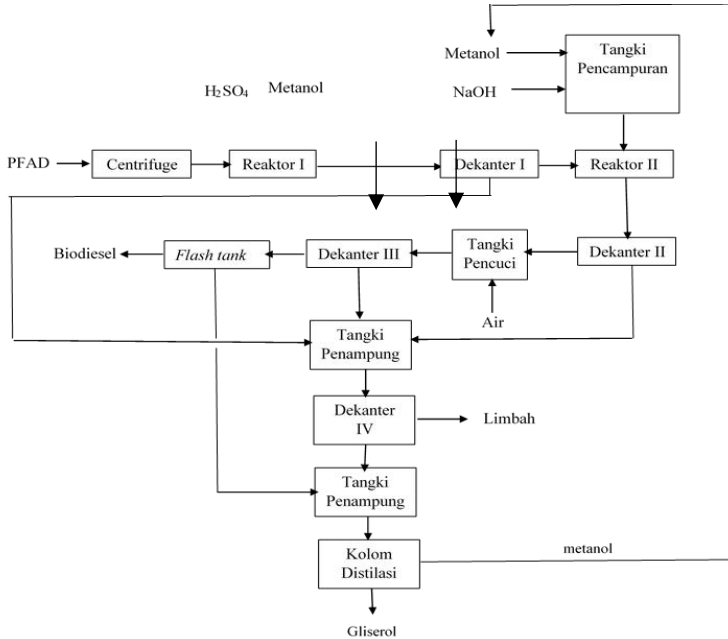 Metanol
Tangki
Pencampuran
NaOH
H₂SO₄ Metanol
PFAD
Centrifuge
Reaktor I
Dekanter I
Reaktor II
Biodiesel
Flash tank
Dekanter III
Tangki
Pencuci
Dekanter II
Air
Tangki
Penampung
Dekanter
IV
Limbah
Tangki
Penampung
Kolom
Distilasi
metanol
Gliserol